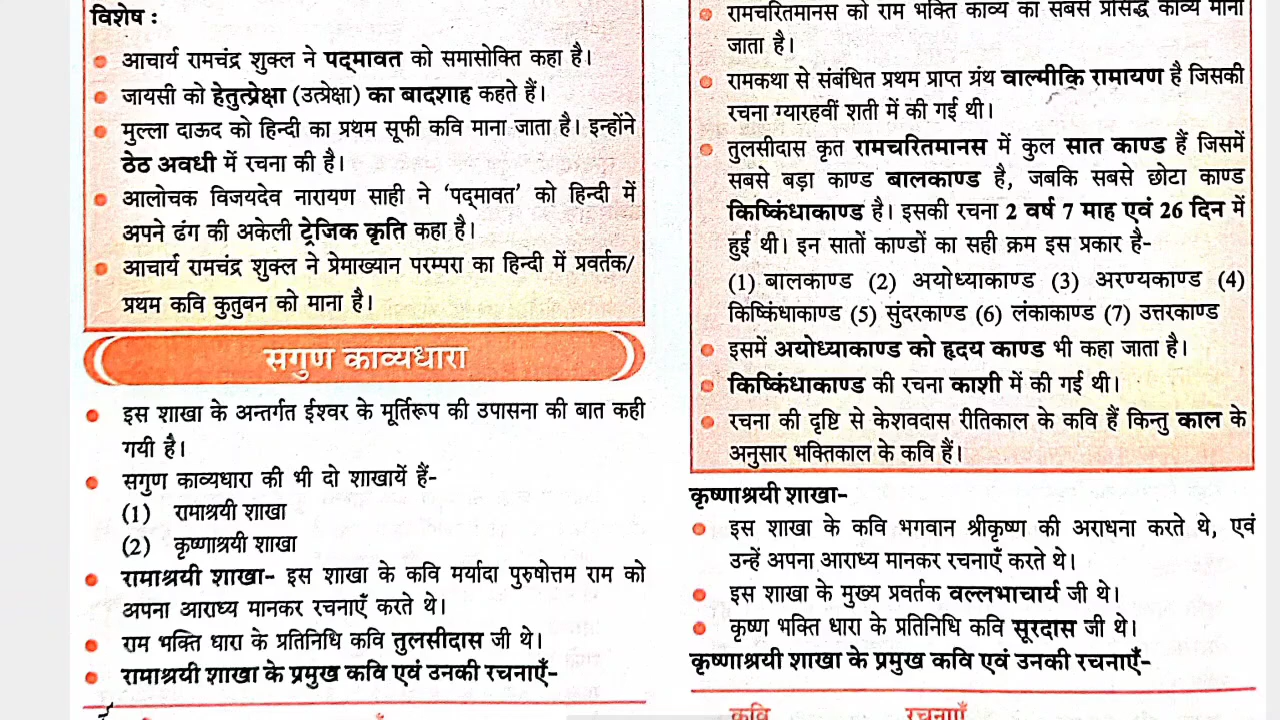 विशेष :
आचार्य रामचंद्र शुक्ल ने पद्मावत को समासोक्ति कहा है।
जायसी को हेतुत्प्रेक्षा (उत्प्रेक्षा) का बादशाह कहते हैं।
मुल्ला दाऊद को हिन्दी का प्रथम सूफी कवि माना जाता है। इन्होंने
ठेठ अवधी में रचना की है।
आलोचक विजयदेव नारायण साही ने ‘पद्मावत’ को हिन्दी में
अपने ढंग की अकेली ट्रेजिक कृति कहा है।
आचार्य रामचंद्र शुक्ल ने प्रेमाख्यान परम्परा का हिन्दी में प्रवर्तक/
प्रथम कवि कुतुबन को माना है।
सगुण काव्यधारा
इस शाखा के अन्तर्गत ईश्वर के मूर्तिरूप की उपासना की बात कही
गयी है।
सगुण काव्यधारा की भी दो शाखायें हैं-
(1) रामाश्रयी शाखा
(2) कृष्णाश्रयी शाखा
रामाश्रयी शाखा- इस शाखा के कवि मर्यादा पुरुषोत्तम राम को
अपना आराध्य मानकर रचनाएँ करते थे।
राम भक्ति धारा के प्रतिनिधि कवि तुलसीदास जी थे।
रामाश्रयी शाखा के प्रमुख कवि एवं उनकी रचनाएँ-
रामचरितमानस को राम भक्ति काव्य का सबसे प्रसिद्ध काव्य माना
जाता है।
रामकथा से संबंधित प्रथम प्राप्त ग्रंथ वाल्मीकि रामायण है जिसकी
रचना ग्यारहवीं शती में की गई थी।
तुलसीदास कृत रामचरितमानस में कुल सात काण्ड हैं जिसमें
सबसे बड़ा काण्ड बालकाण्ड है, जबकि सबसे छोटा काण्ड
किष्किंधाकाण्ड है। इसकी रचना 2 वर्ष 7 माह एवं 26 दिन में
हुई थी। इन सातों काण्डों का सही क्रम इस प्रकार है-
(1) बालकाण्ड (2) अयोध्याकाण्ड (3) अरण्यकाण्ड (4)
किष्किंधाकाण्ड (5) सुंदरकाण्ड (6) लंकाकाण्ड (7) उत्तरकाण्ड
इसमें अयोध्याकाण्ड को हृदय काण्ड भी कहा जाता है।
किष्किंधाकाण्ड की रचना काशी में की गई थी।
रचना की दृष्टि से केशवदास रीतिकाल के कवि हैं किन्तु काल के
अनुसार भक्तिकाल के कवि हैं।
कृष्णाश्रयी शाखा-
इस शाखा के कवि भगवान श्रीकृष्ण की अराधना करते थे, एवं
उन्हें अपना आराध्य मानकर रचनाएँ करते थे।
इस शाखा के मुख्य प्रवर्तक वल्लभाचार्य जी थे।
कृष्ण भक्ति धारा के प्रतिनिधि कवि सूरदास जी थे।
कृष्णाश्रयी शाखा के प्रमुख कवि एवं उनकी रचनाएँ-
कवि रचनाएँ